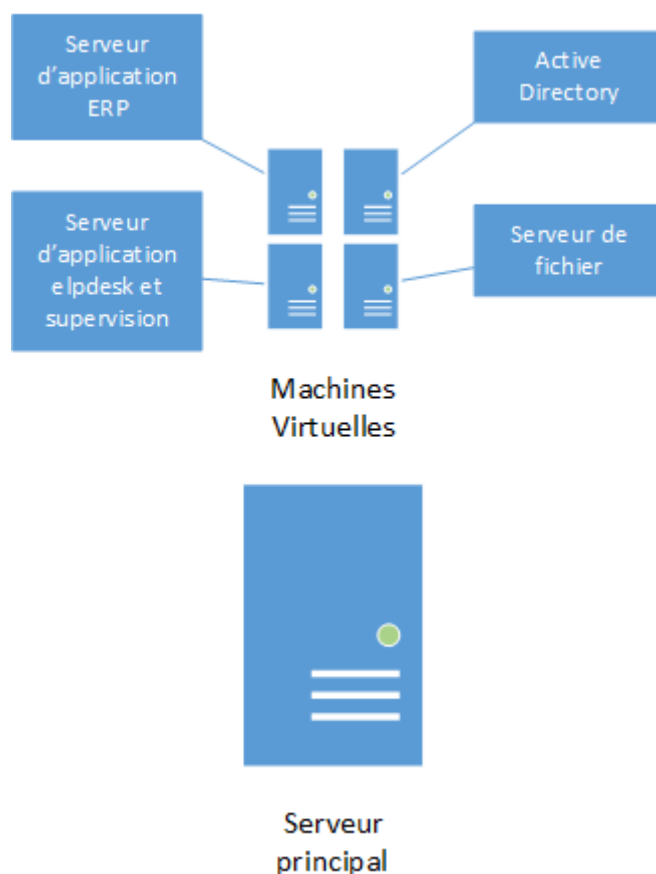 Serveur
d’application
ERP
Active
Directory
Serveur
d’application
elpdesk et
supervision
Serveur de
fichier
Machines
Virtuelles
Serveur
principal